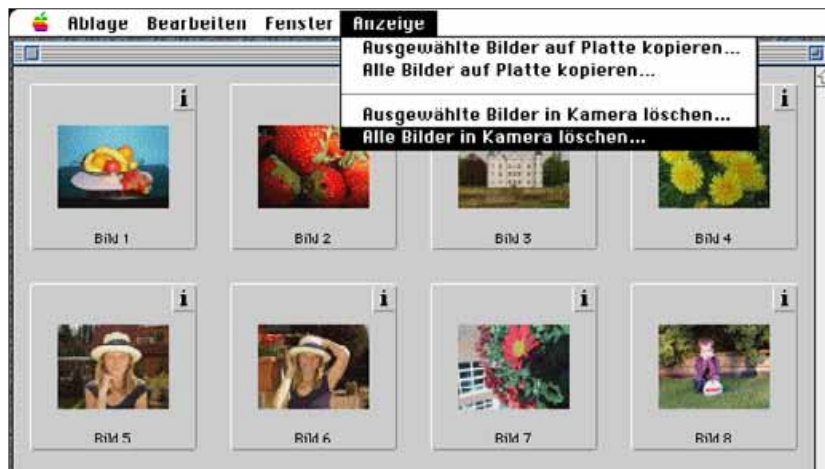 Ablage Bearbeiten Fenster Anzeige
Ausgewählte Bilder auf Platte kopieren...
Alle Bilder auf Platte kopieren...
Ausgewählte Bilder in Kamera löschen...
Alle Bilder in Kamera löschen...
i i
Bild 1 Bild 2 Bild 3 Bild 4
i i i i
Bild 5 Bild 6 Bild 7 Bild 8